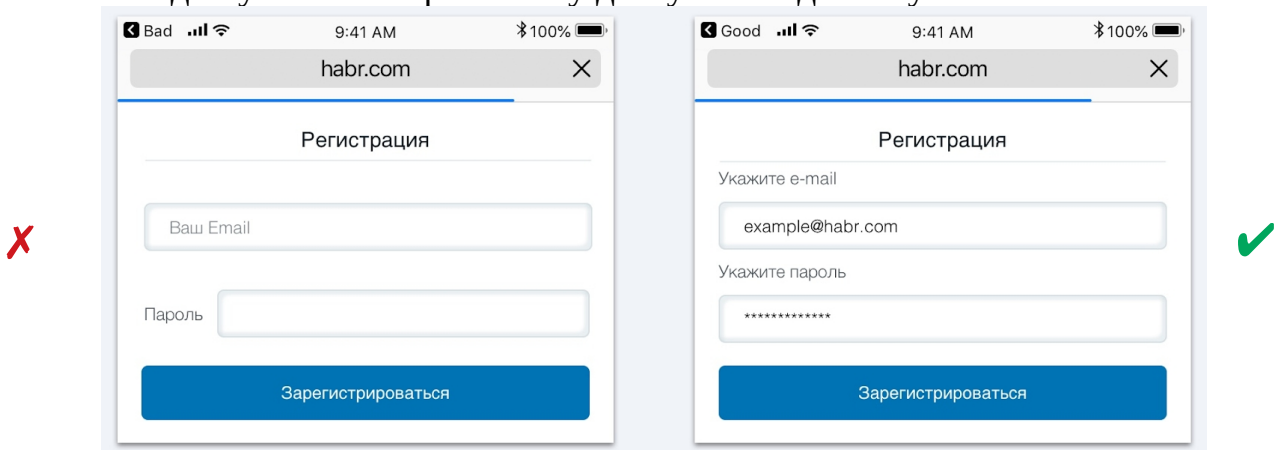 Bad 9:41 AM 100%
habr.com
Регистрация
Ваш Email
Пароль
Зарегистрироваться
Good 9:41 AM 100%
habr.com
Регистрация
Укажите e-mail
example@habr.com
Укажите пароль
*************
Зарегистрироваться